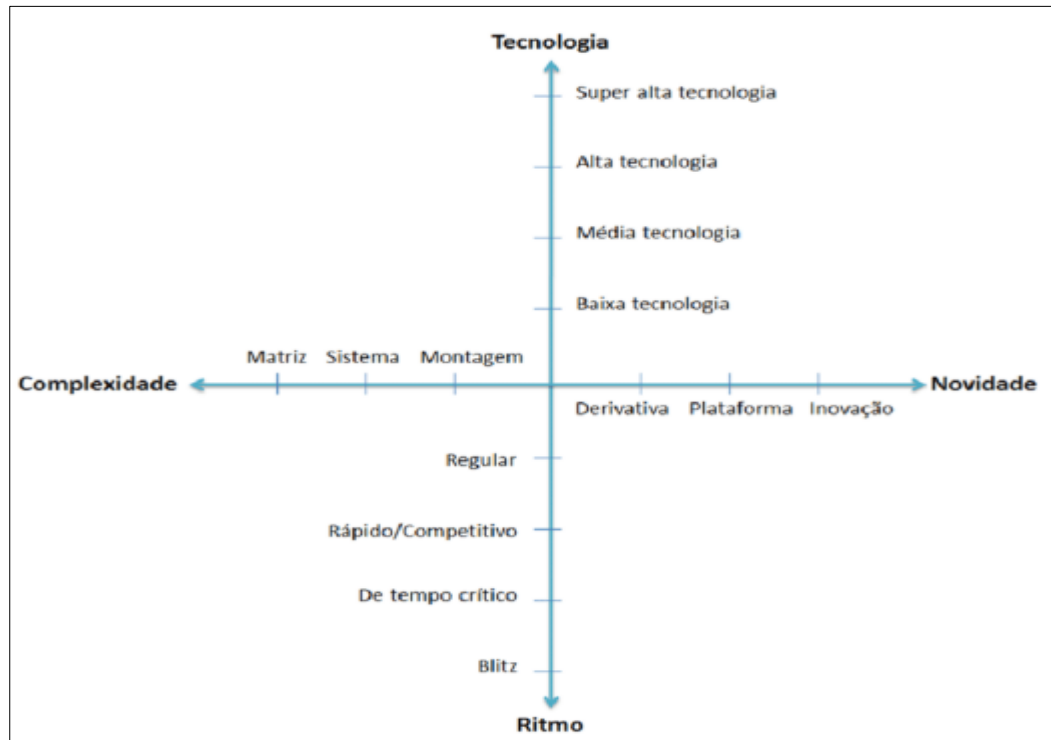 Tecnologia
Super alta tecnologia
Alta tecnologia
Média tecnologia
Baixa tecnologia
Matriz Sistema Montagem
Complexidade Novidade
Derivativa Plataforma Inovação
Regular
Rápido/Competitivo
De tempo crítico
Blitz
Ritmo